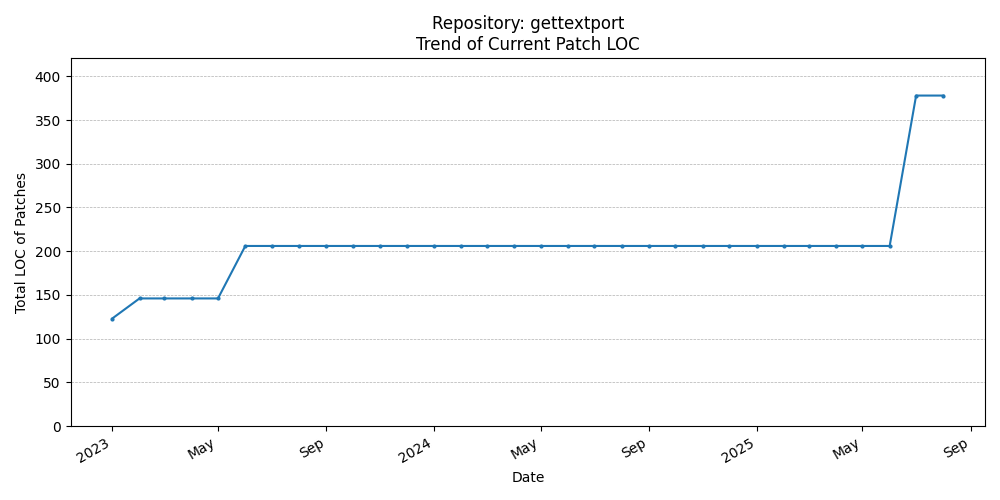 Repository: gettextport
Trend of Current Patch LOC
Total LOC of Patches
400
350
300
250
200
150
100
50
0
2023
May
Sep
2024
May
Sep
2025
May
Sep
Date